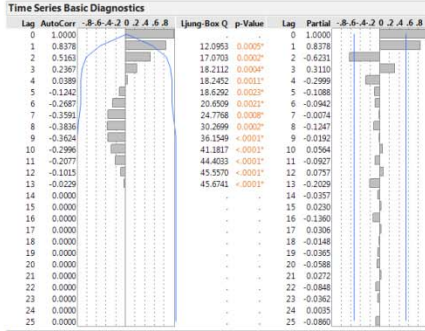 Time Series Basic Diagnostics
Lag AutoCorr -.8-.6-.4-.2 0 .2 .4 .6 .8 Ljung-Box Q p-Value Lag Partial -.8-.6-.4-.2 0 .2 .4 .6 .8
0 1.0000 . . 0 1.0000
1 0.8378 12.0953 0.0005* 1 0.8378
2 0.5163 17.0703 0.0002* 2 -0.6231
3 0.2367 18.2112 0.0004* 3 0.3110
4 0.0389 18.2452 0.0011* 4 -0.2999
5 -0.1242 18.6292 0.0023* 5 -0.1088
6 -0.2687 20.6509 0.0021* 6 -0.0942
7 -0.3591 24.7768 0.0008* 7 -0.0074
8 -0.3836 30.2699 0.0002* 8 -0.1247
9 -0.3624 36.1549 <.0001* 9 -0.0192
10 -0.2996 41.1817 <.0001* 10 0.0564
11 -0.2077 44.4033 <.0001* 11 -0.0927
12 -0.1015 45.5570 <.0001* 12 0.0757
13 -0.0229 45.6741 <.0001* 13 -0.2029
14 0.0000 . . 14 -0.0357
15 0.0000 . . 15 0.0230
16 0.0000 . . 16 -0.1360
17 0.0000 . . 17 0.0306
18 0.0000 . . 18 -0.0148
19 0.0000 . . 19 -0.0365
20 0.0000 . . 20 -0.0588
21 0.0000 . . 21 0.0272
22 0.0000 . . 22 -0.0848
23 0.0000 . . 23 -0.0362
24 0.0000 . . 24 0.0035
25 0.0000 . . 25 -0.0860